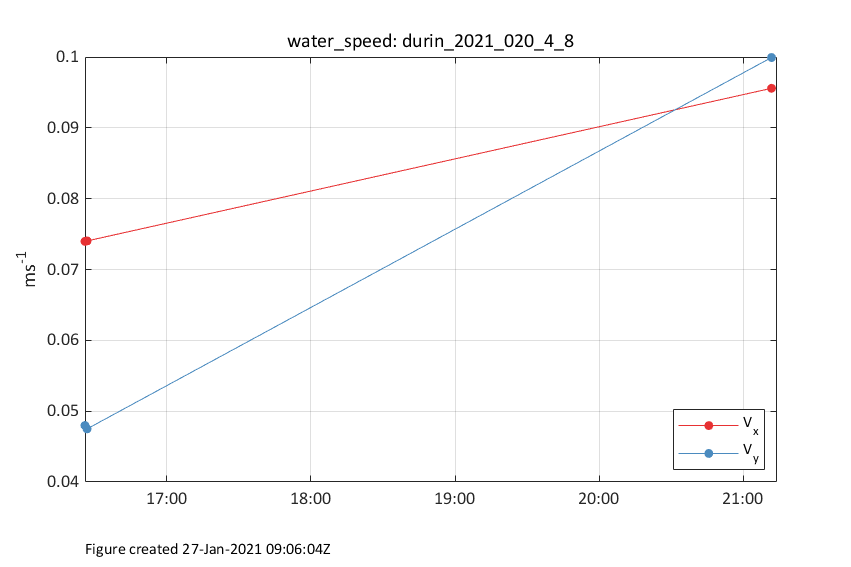 water_speed: durin_2021_020_4_8
0.1
0.09
0.08
0.07
0.06
0.05
0.04
ms-1
17:00 18:00 19:00 20:00 21:00
Vx
Vy
Figure created 27-Jan-2021 09:06:04Z